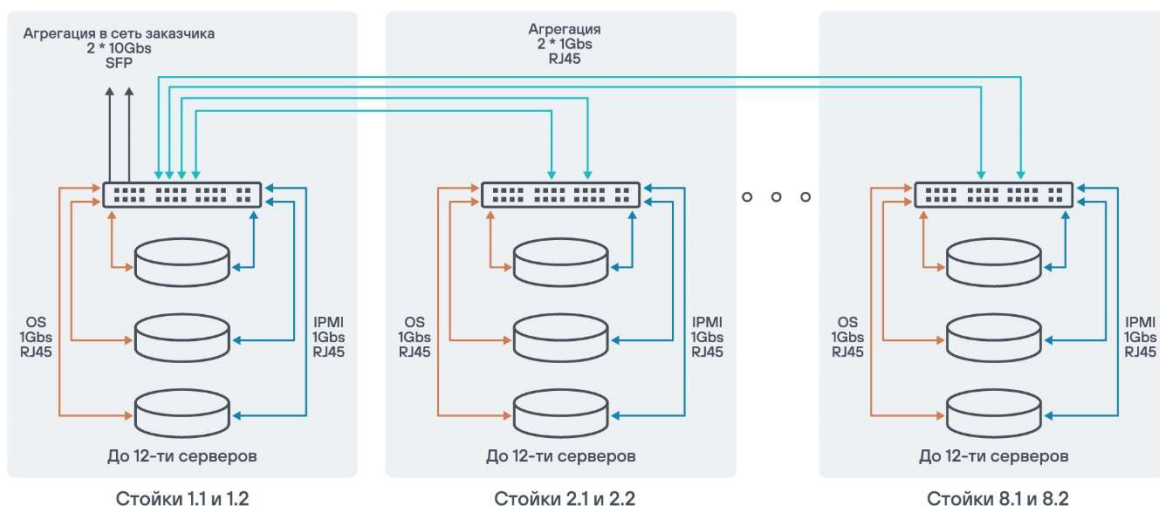 Агрегация в сеть заказчика
2 * 10Gbs
SFP
Агрегация
2 * 1Gbs
RJ45
OS
1Gbs
RJ45
IPMI
1Gbs
RJ45
До 12-ти серверов
Стойки 1.1 и 1.2
OS
1Gbs
RJ45
IPMI
1Gbs
RJ45
До 12-ти серверов
Стойки 2.1 и 2.2
OS
1Gbs
RJ45
IPMI
1Gbs
RJ45
До 12-ти серверов
Стойки 8.1 и 8.2